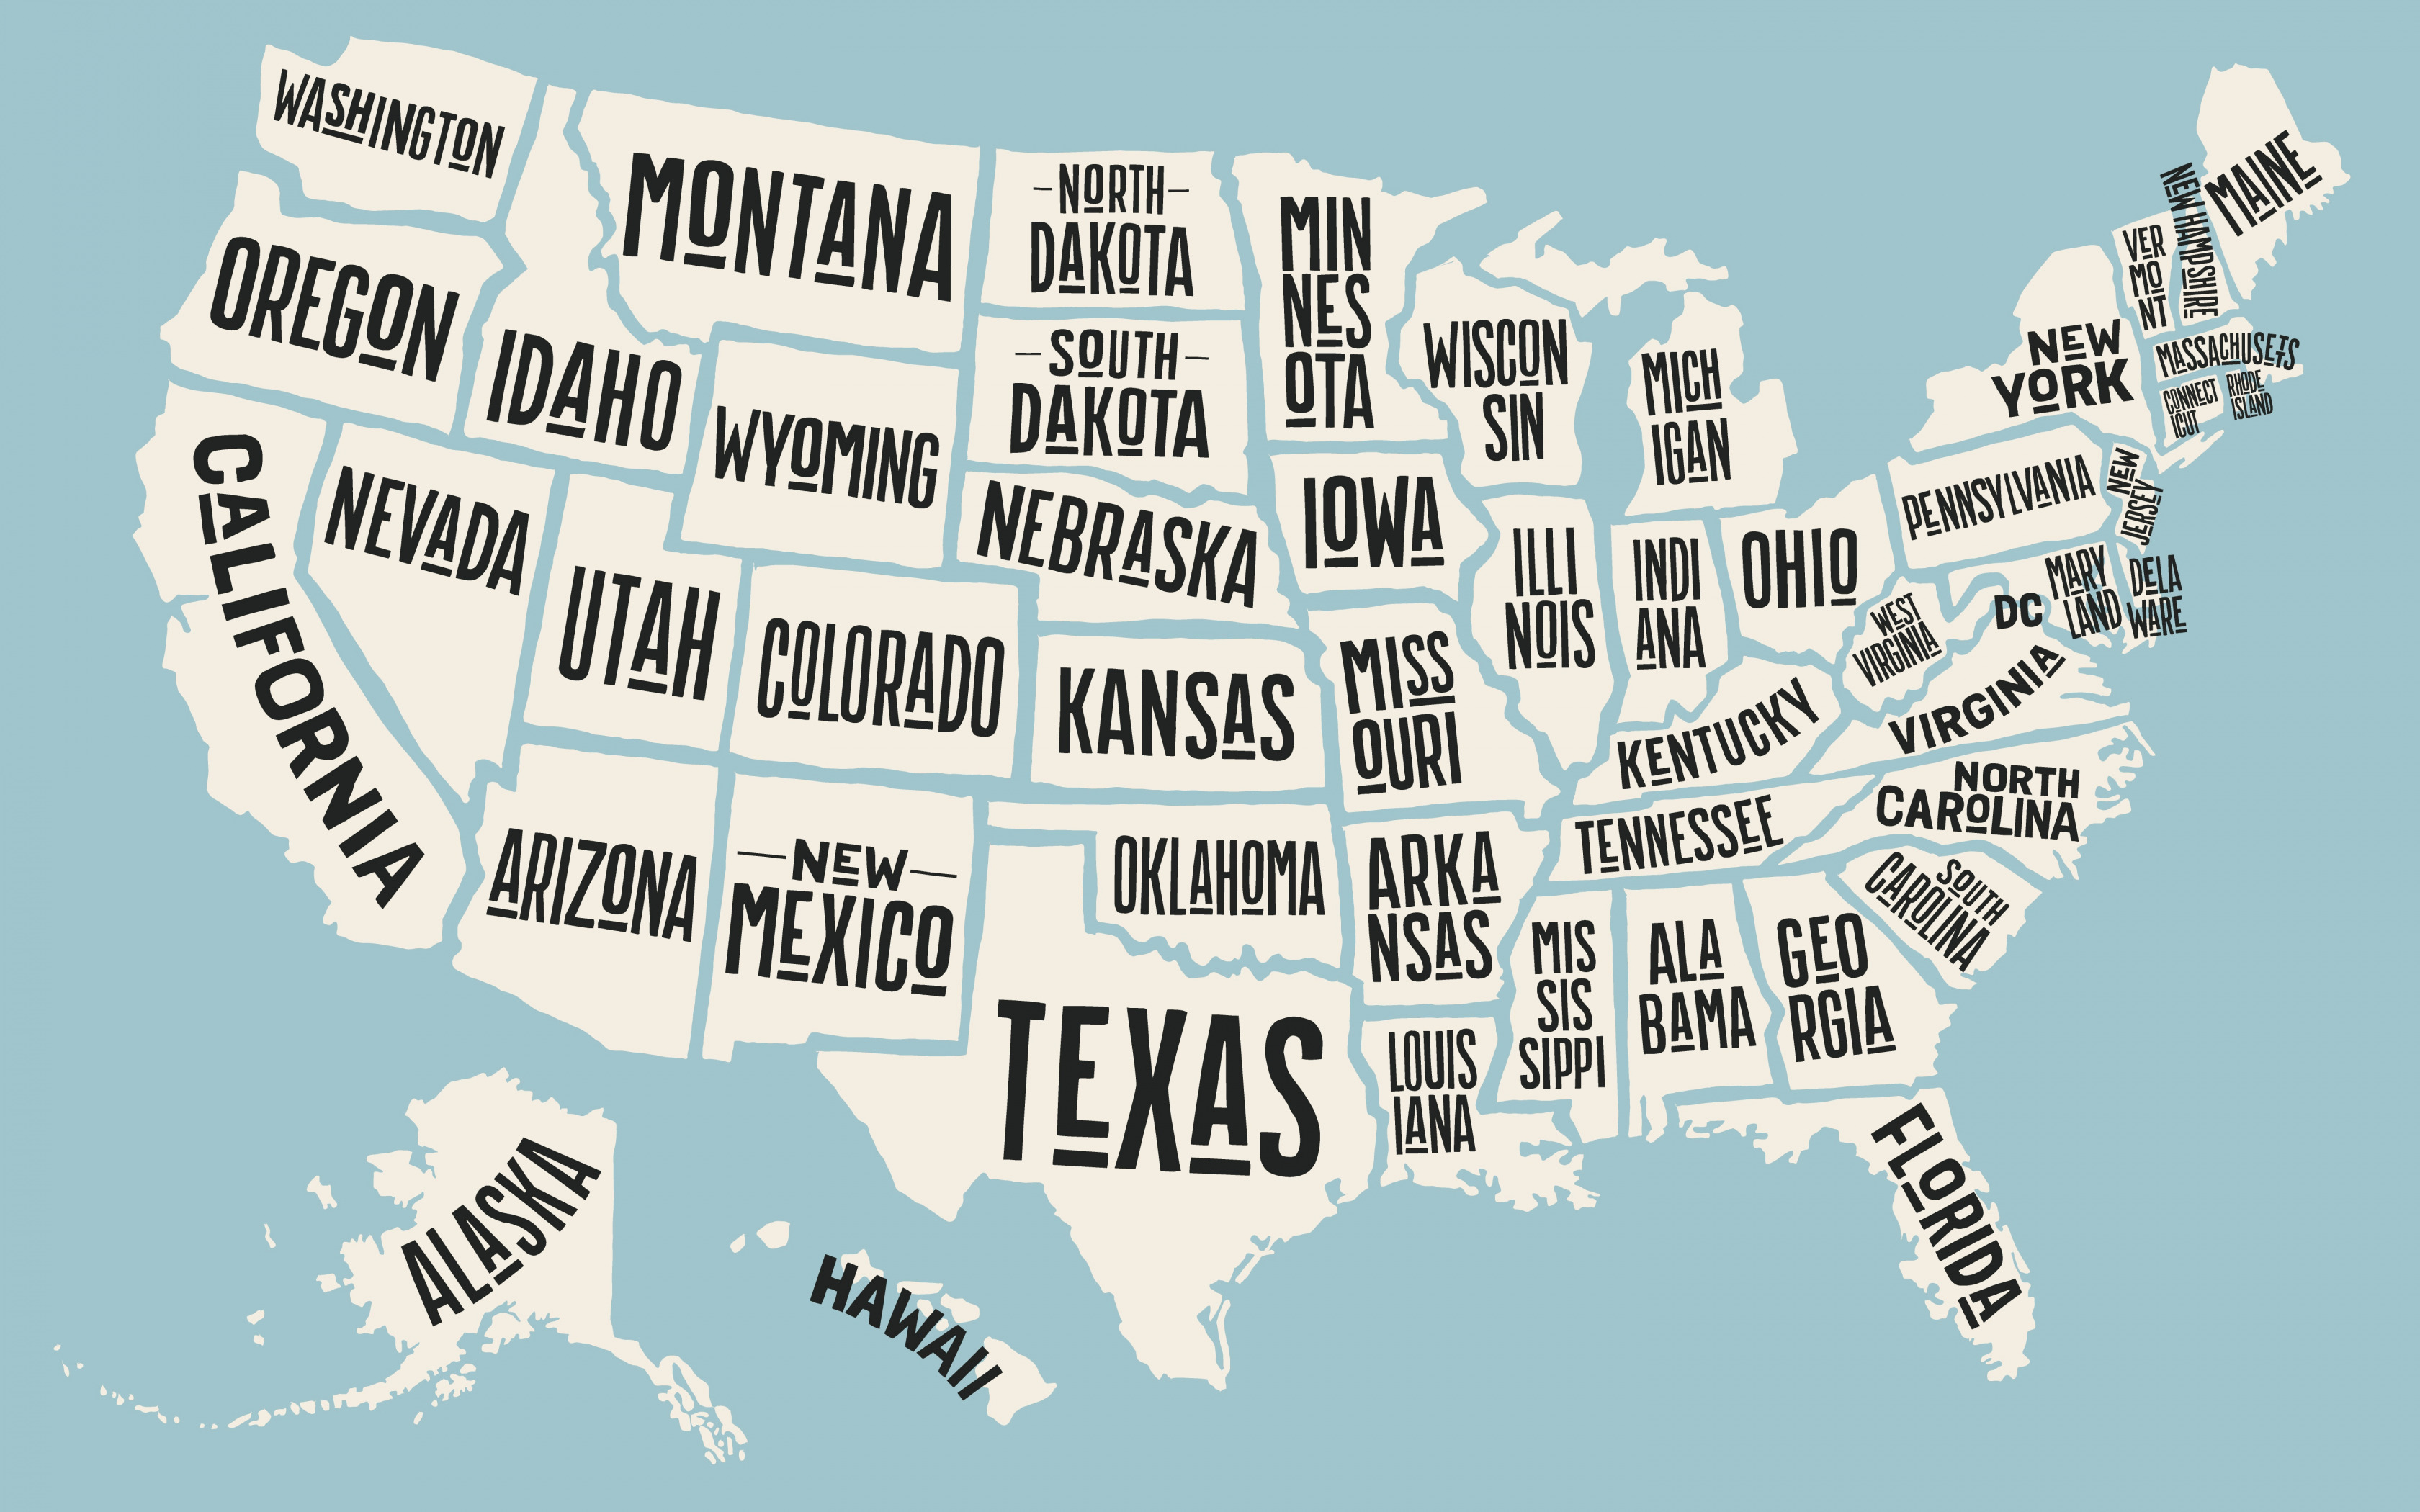 WASHINGTON
OREGON
CALIFORNIA
IDAHO
NEVADA
MONTANA
WYOMING
UTAH
COLORADO
ARIZONA
NEW
MEXICO
NORTH
DAKOTA
SOUTH
DAKOTA
NEBRASKA
KANSAS
OKLAHOMA
TEXAS
MIN
NES
OTA
IOWA
MISS
OURI
ARKA
NSAS
LOUIS
IANA
WISCON
SIN
ILLI
NOIS
MICH
IGAN
INDI
ANA
OHIO
KENTUCKY
TENNESSEE
MIS
SIS
SIPPI
ALA
BAMA
GEO
RGIA
FLORIDA
SOUTH
CAROLINA
NORTH
CAROLINA
VIRGINIA
WEST
VIRGINIA
DC
MARY
LAND
DELA
WARE
PENNSYLVANIA
NEW
JERSEY
NEW
YORK
CONNECT
ICUT
RHODE
ISLAND
MASSACHUSETTS
VER
MO
NT
NEW HAMPSHIRE
MAINE
ALASKA
HAWAII